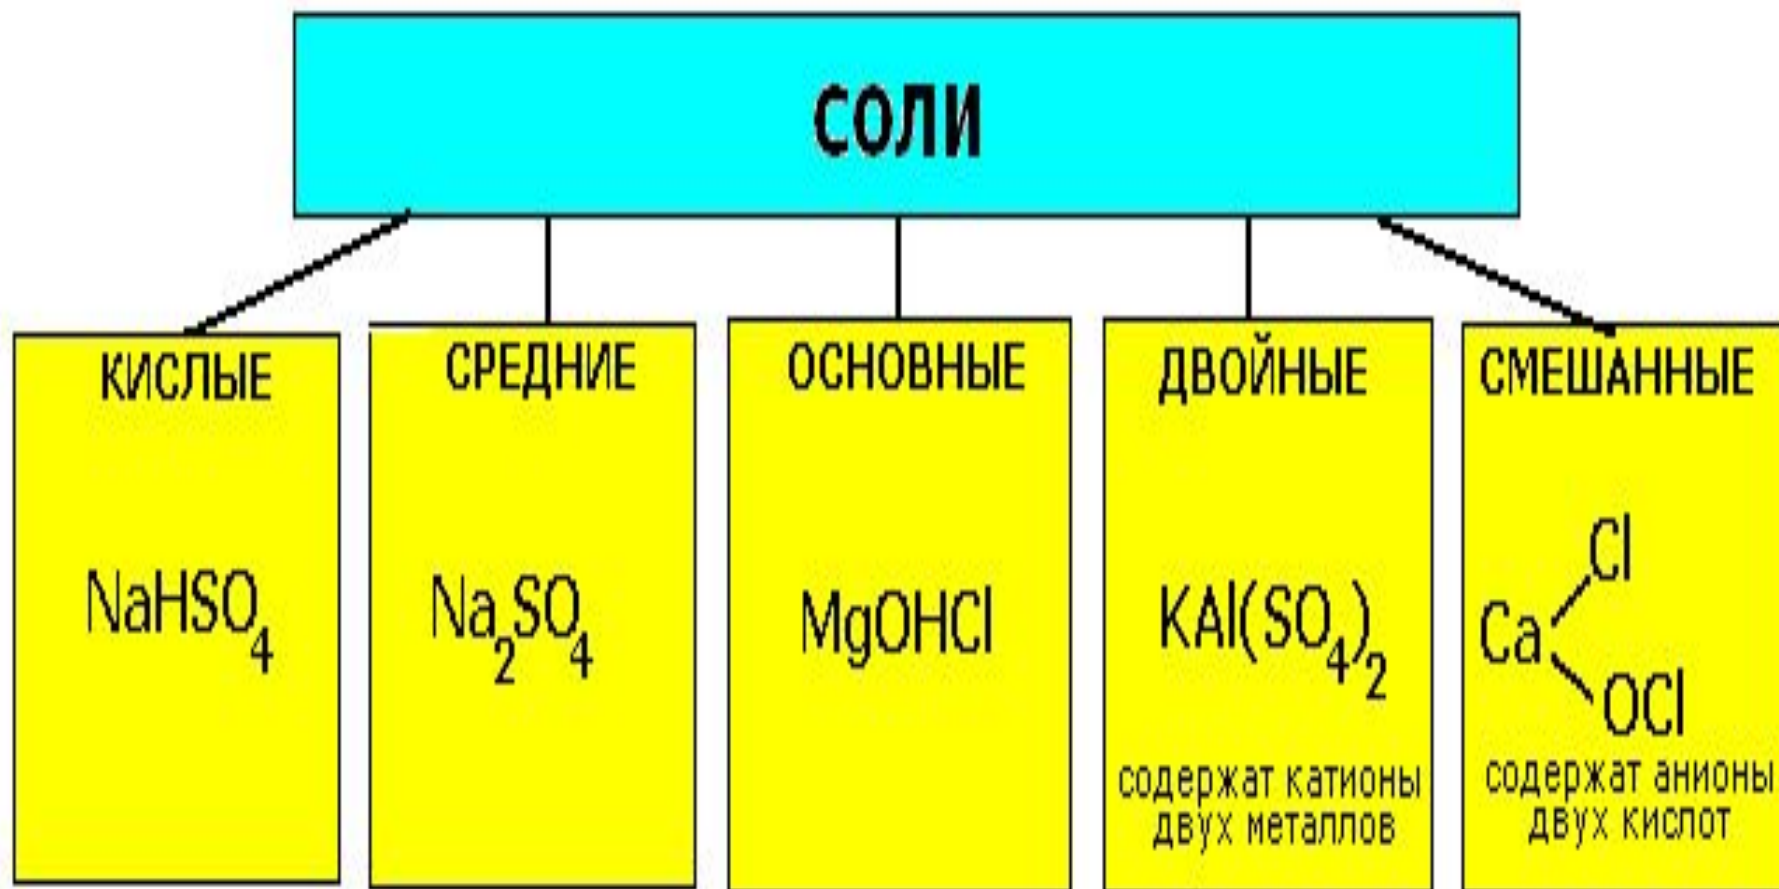 СОЛИ
КИСЛЫЕ
NaHSO₄
СРЕДНИЕ
Na₂SO₄
ОСНОВНЫЕ
MgOHCl
ДВОЙНЫЕ
KAl(SO₄)₂
содержат катионы
двух металлов
СМЕШАННЫЕ
Cl
Ca
OCl
содержат анионы
двух кислот